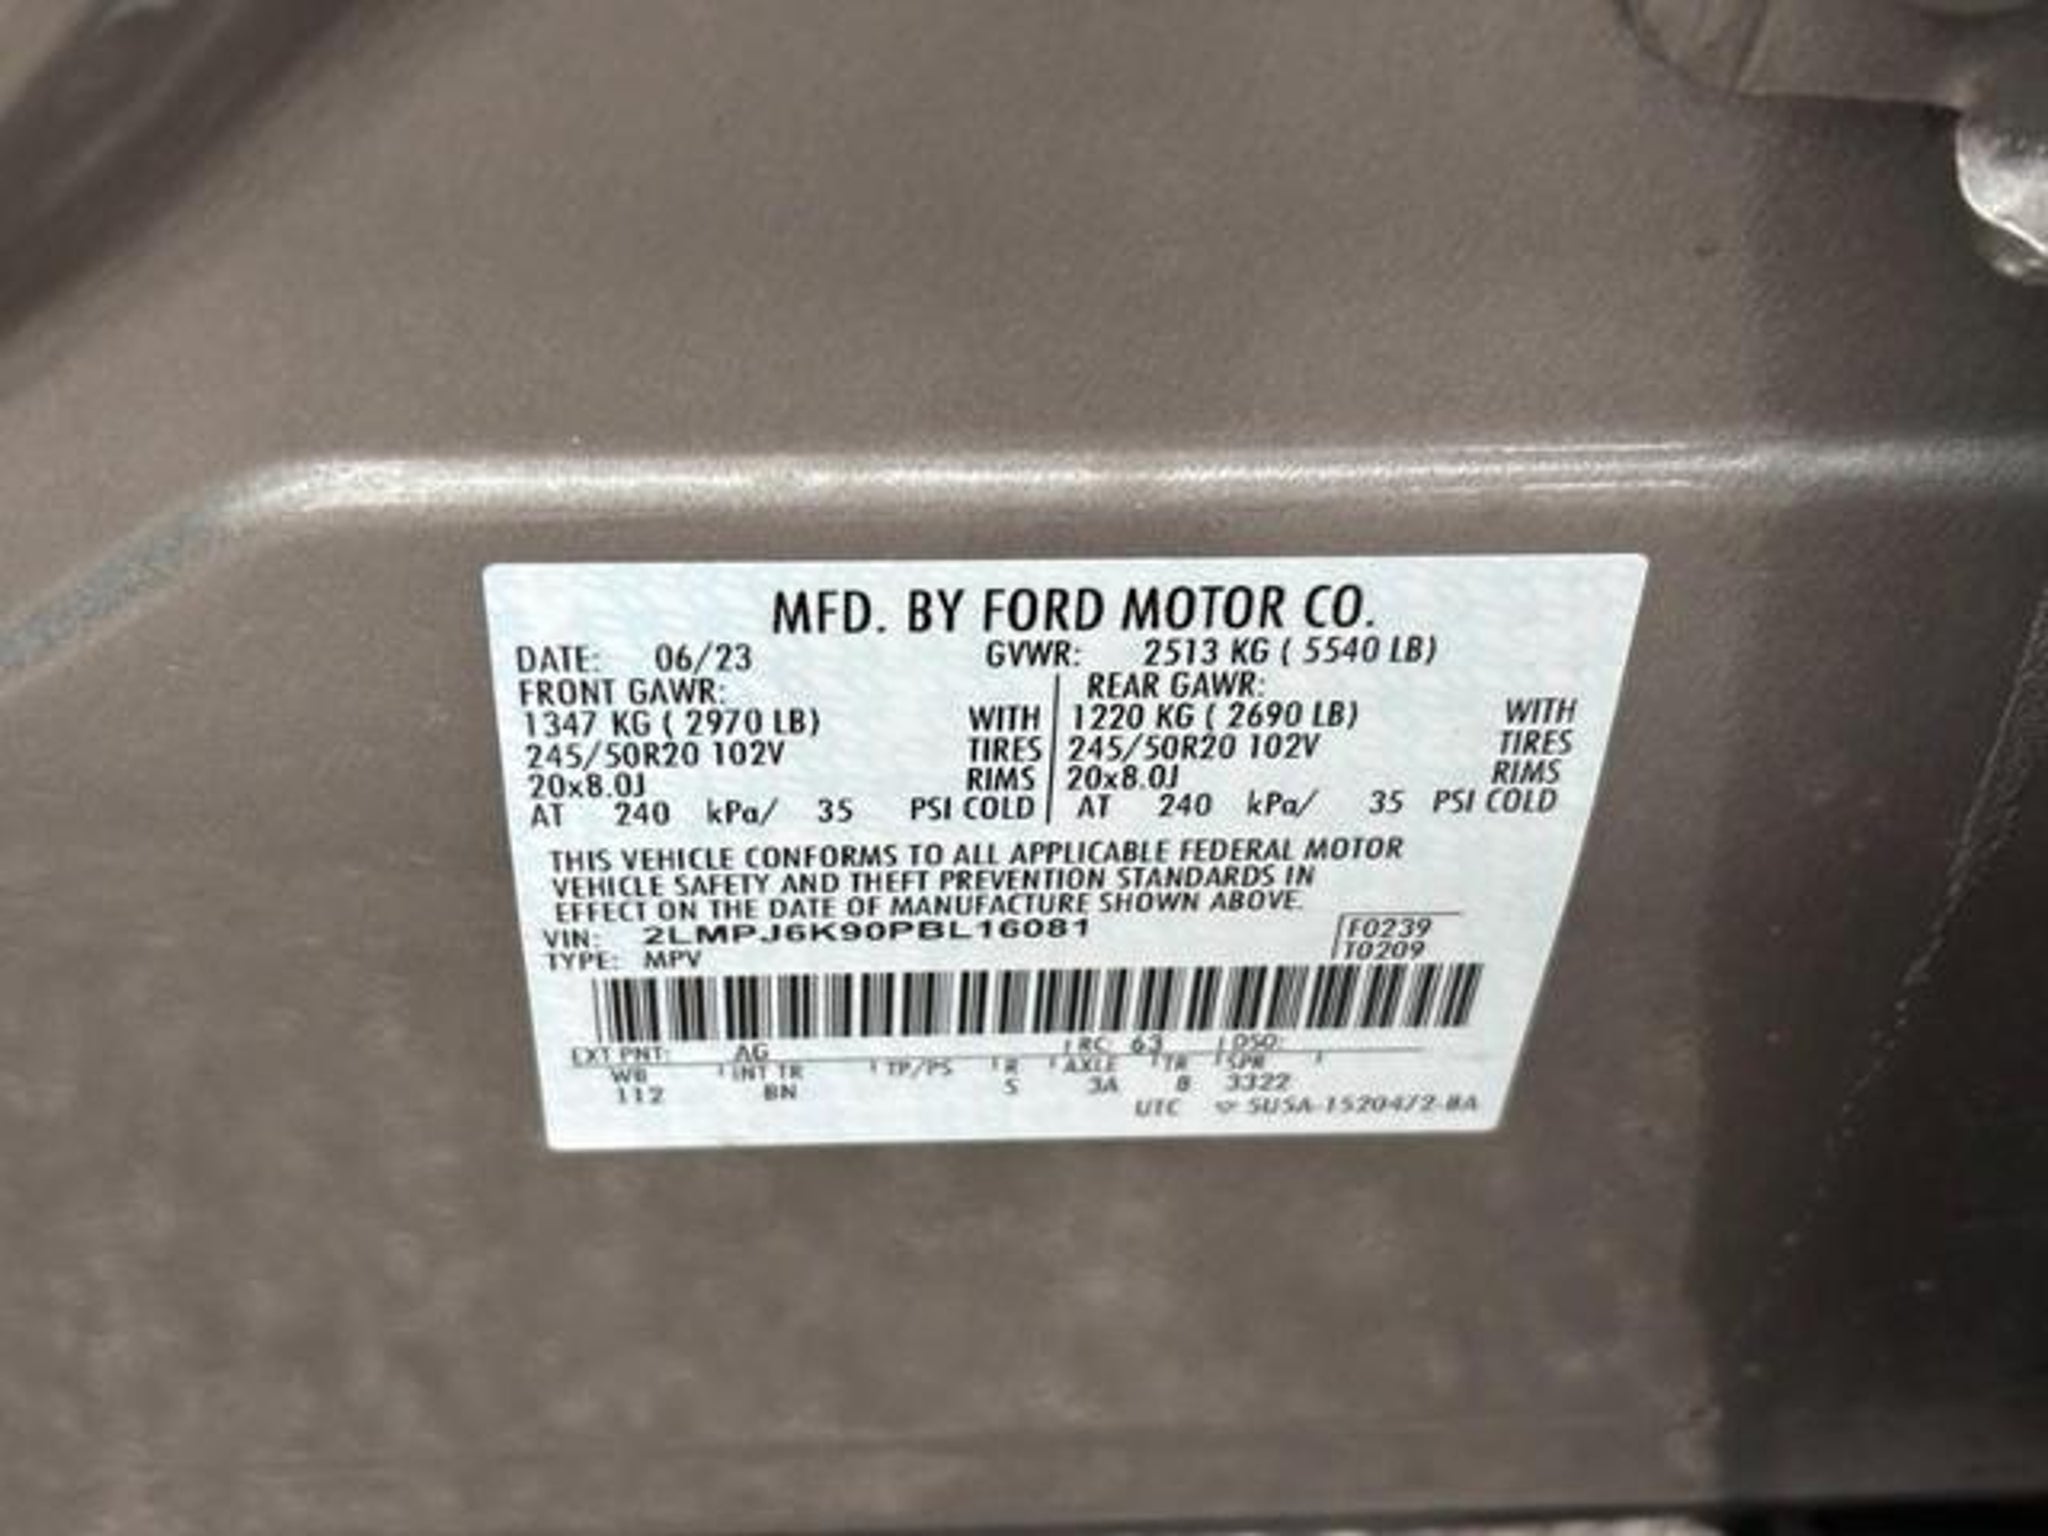 MFD. BY FORD MOTOR CO.
DATE: 06/23 GVWR: 2513 KG ( 5540 LB)
FRONT GAWR: REAR GAWR:
1347 KG ( 2970 LB) WITH 1220 KG ( 2690 LB) WITH
245/50R20 102V TIRES 245/50R20 102V TIRES
20x8.0J RIMS 20x8.0J RIMS
AT 240 kPa/ 35 PSI COLD AT 240 kPa/ 35 PSI COLD
THIS VEHICLE CONFORMS TO ALL APPLICABLE FEDERAL MOTOR
VEHICLE SAFETY AND THEFT PREVENTION STANDARDS IN
EFFECT ON THE DATE OF MANUFACTURE SHOWN ABOVE.
VIN: 2LMPJ6K90PBL16081 F0239
TYPE: MPV T0209
EXT PNT: AG RC: 63 DSO:
WB INT TR TP/PS R AXLE TR SPR
112 BN 5 3A 8 3322
UTC 5U5A-1520472-BA